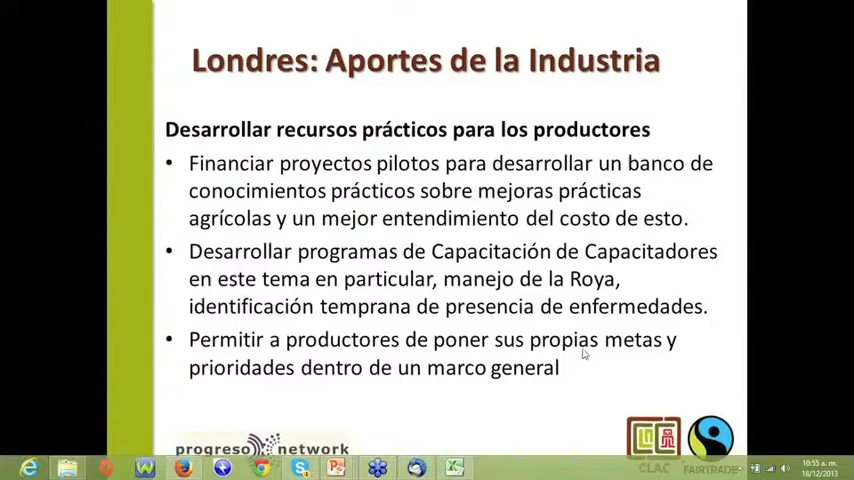 Londres: Aportes de la Industria
Desarrollar recursos prácticos para los productores
• Financiar proyectos pilotos para desarrollar un banco de
conocimientos prácticos sobre mejoras prácticas
agrícolas y un mejor entendimiento del costo de esto.
• Desarrollar programas de Capacitación de Capacitadores
en este tema en particular, manejo de la Roya,
identificación temprana de presencia de enfermedades.
• Permitir a productores de poner sus propias metas y
prioridades dentro de un marco general
progreso network
CLAC
FAIRTRADE
10:55 a. m.
18/12/2013